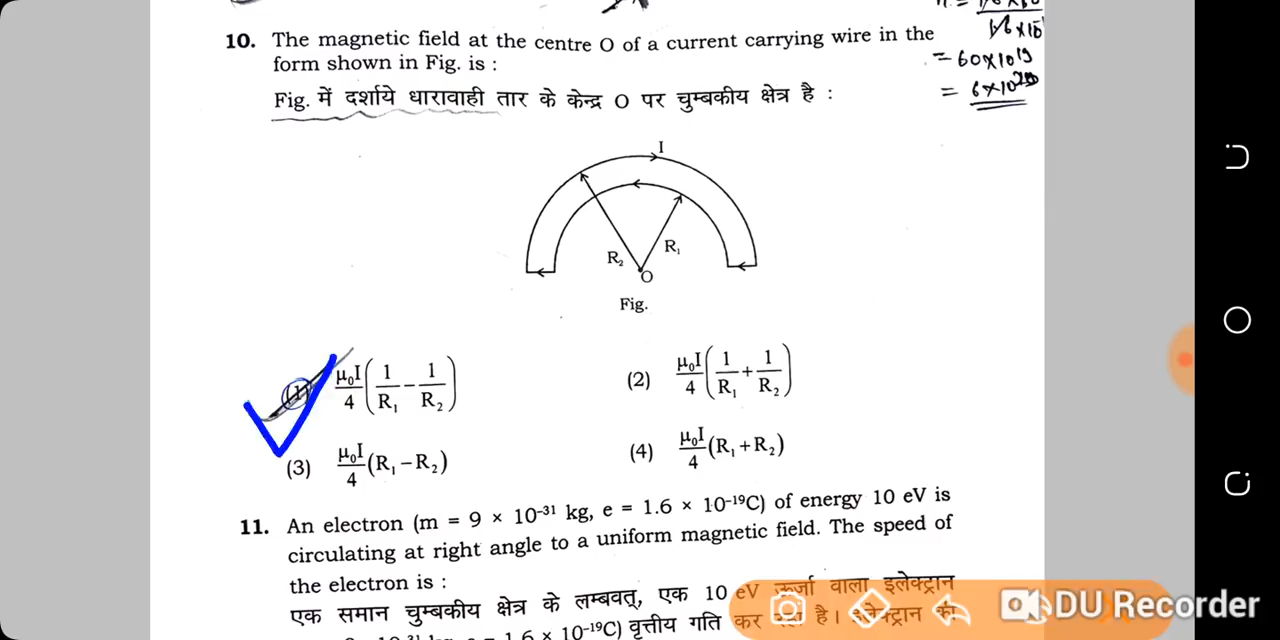 10. The magnetic field at the centre O of a current carrying wire in the
form shown in Fig. is :
Fig. में दर्शाये धारावाही तार के केन्द्र O पर चुम्बकीय क्षेत्र है :
= 60×10¹⁹
= 6×10²⁰
I
R₂
R₁
O
Fig.
(1) μ₀I/4 (1/R₁ − 1/R₂)
(2) μ₀I/4 (1/R₁ + 1/R₂)
(3) μ₀I/4 (R₁ − R₂)
(4) μ₀I/4 (R₁ + R₂)
11. An electron (m = 9 × 10⁻³¹ kg, e = 1.6 × 10⁻¹⁹C) of energy 10 eV is
circulating at right angle to a uniform magnetic field. The speed of
the electron is :
एक समान चुम्बकीय क्षेत्र के लम्बवत्, एक 10 eV ऊर्जा वाला इलेक्ट्रान
1.6 × 10⁻¹⁹C) वृत्तीय गति कर रहा है। इलेक्ट्रान की
DU Recorder